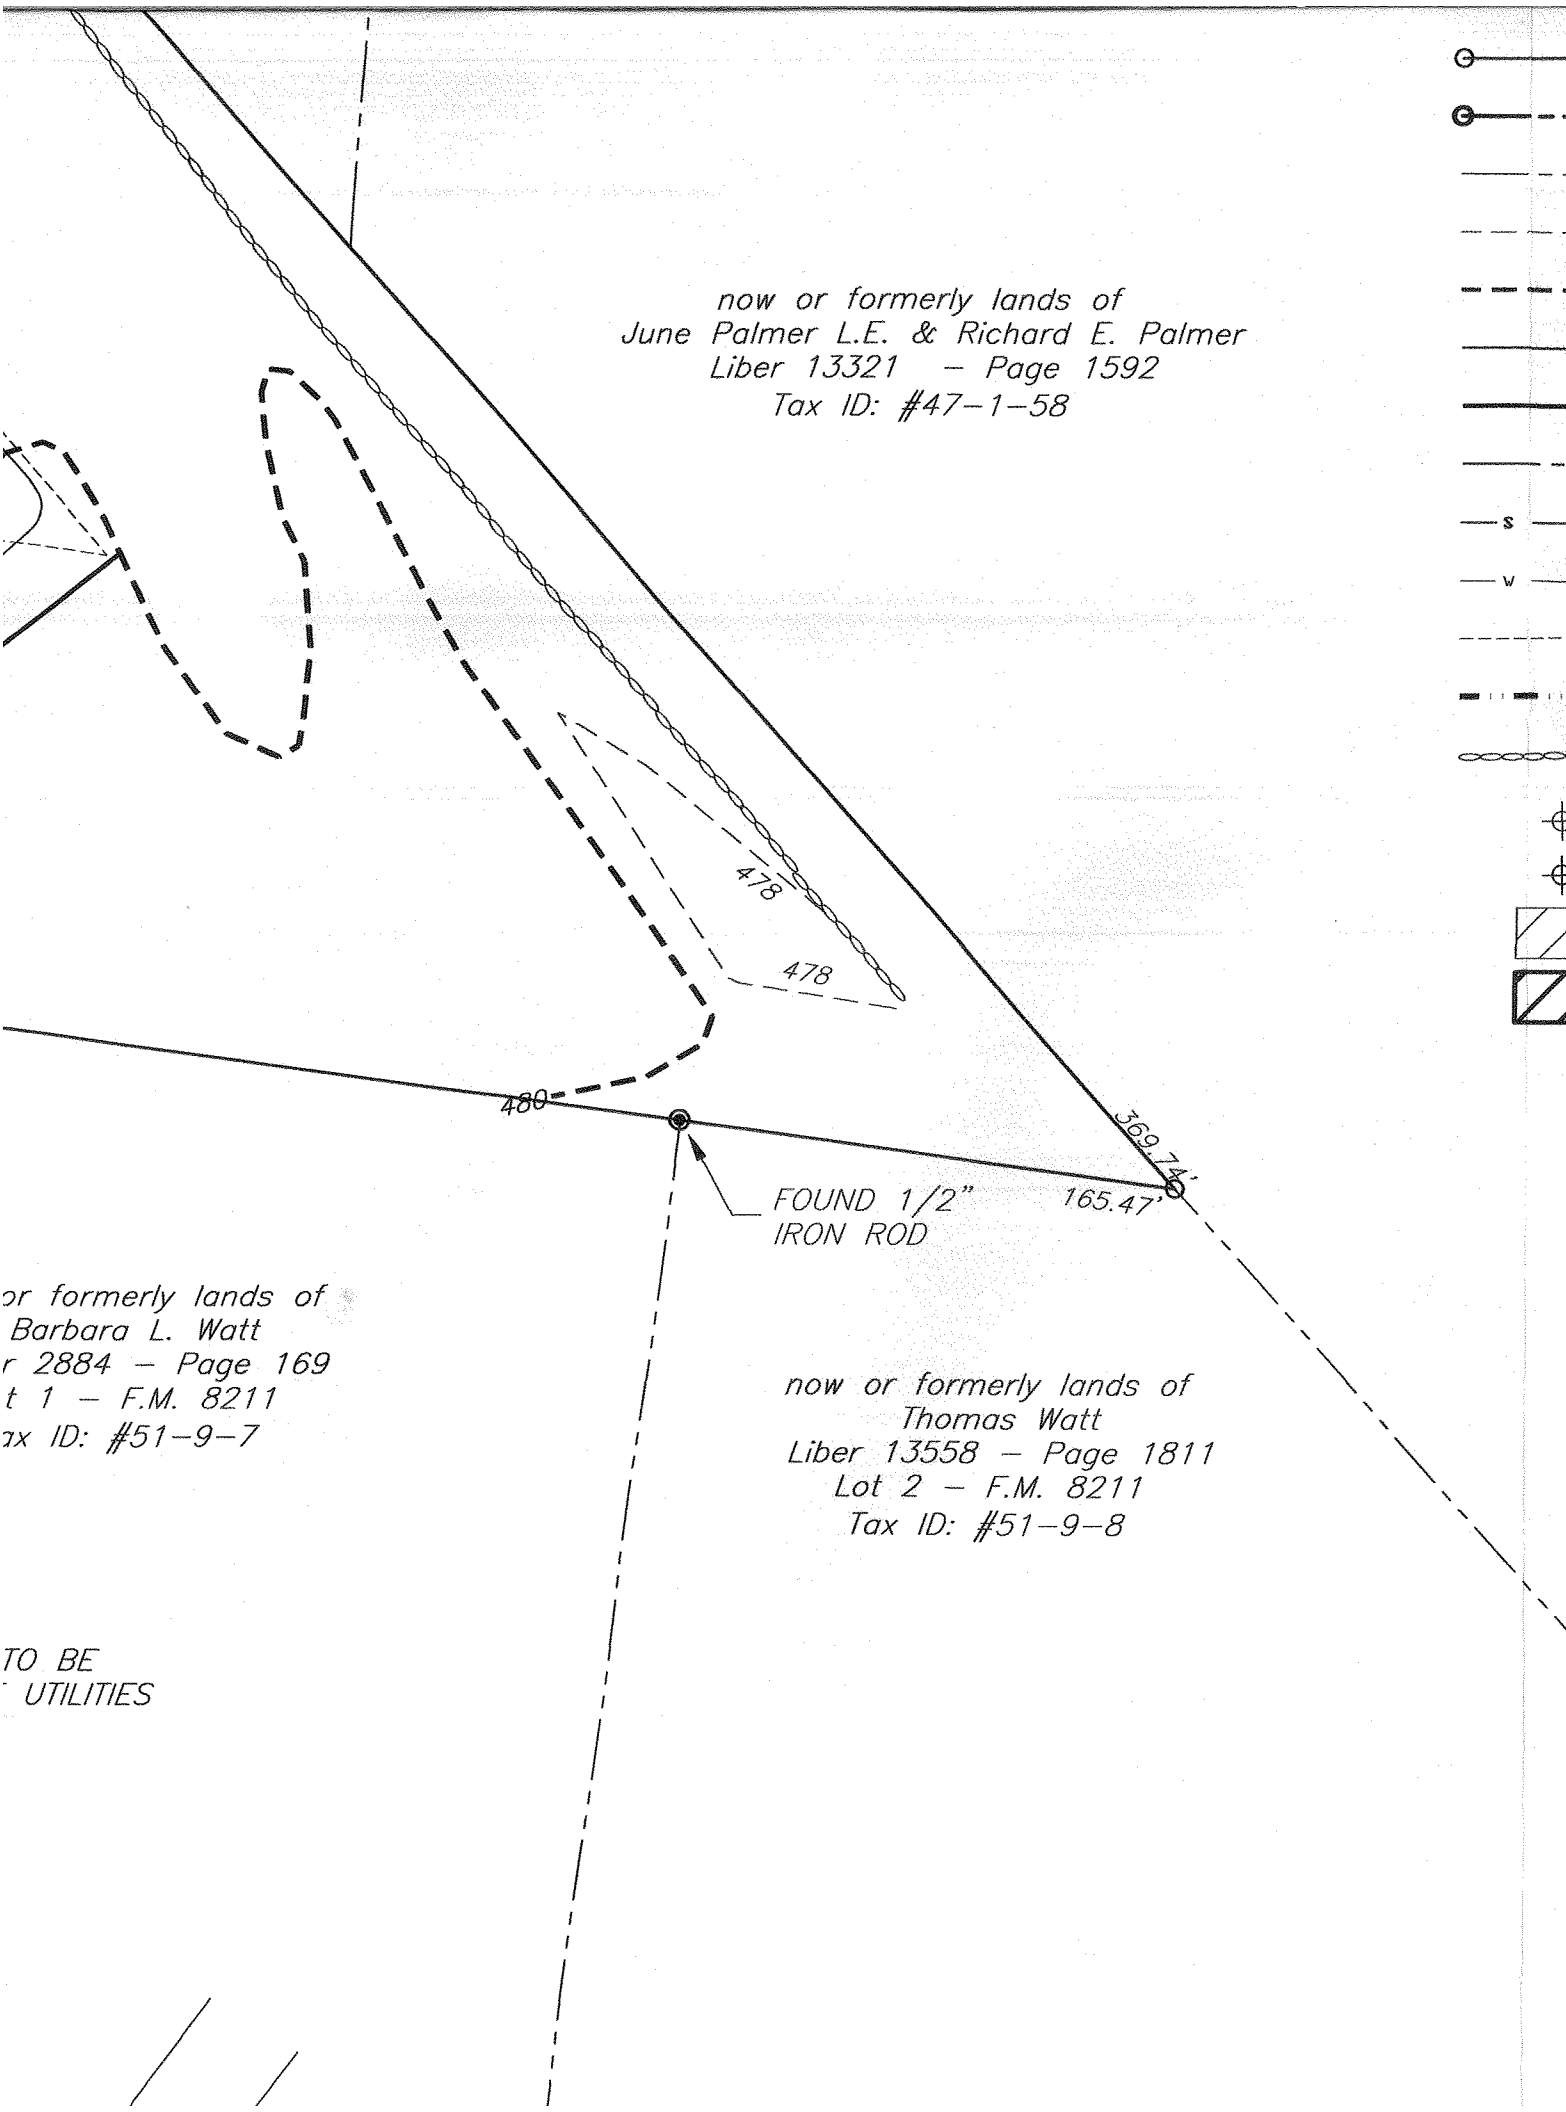 now or formerly lands of
June Palmer L.E. & Richard E. Palmer
Liber 13321 – Page 1592
Tax ID: #47–1–58
S
W
478
478
480
369.74'
165.47'
FOUND 1/2"
IRON ROD
or formerly lands of
Barbara L. Watt
r 2884 – Page 169
t 1 – F.M. 8211
ax ID: #51–9–7
now or formerly lands of
Thomas Watt
Liber 13558 – Page 1811
Lot 2 – F.M. 8211
Tax ID: #51–9–8
TO BE
UTILITIES